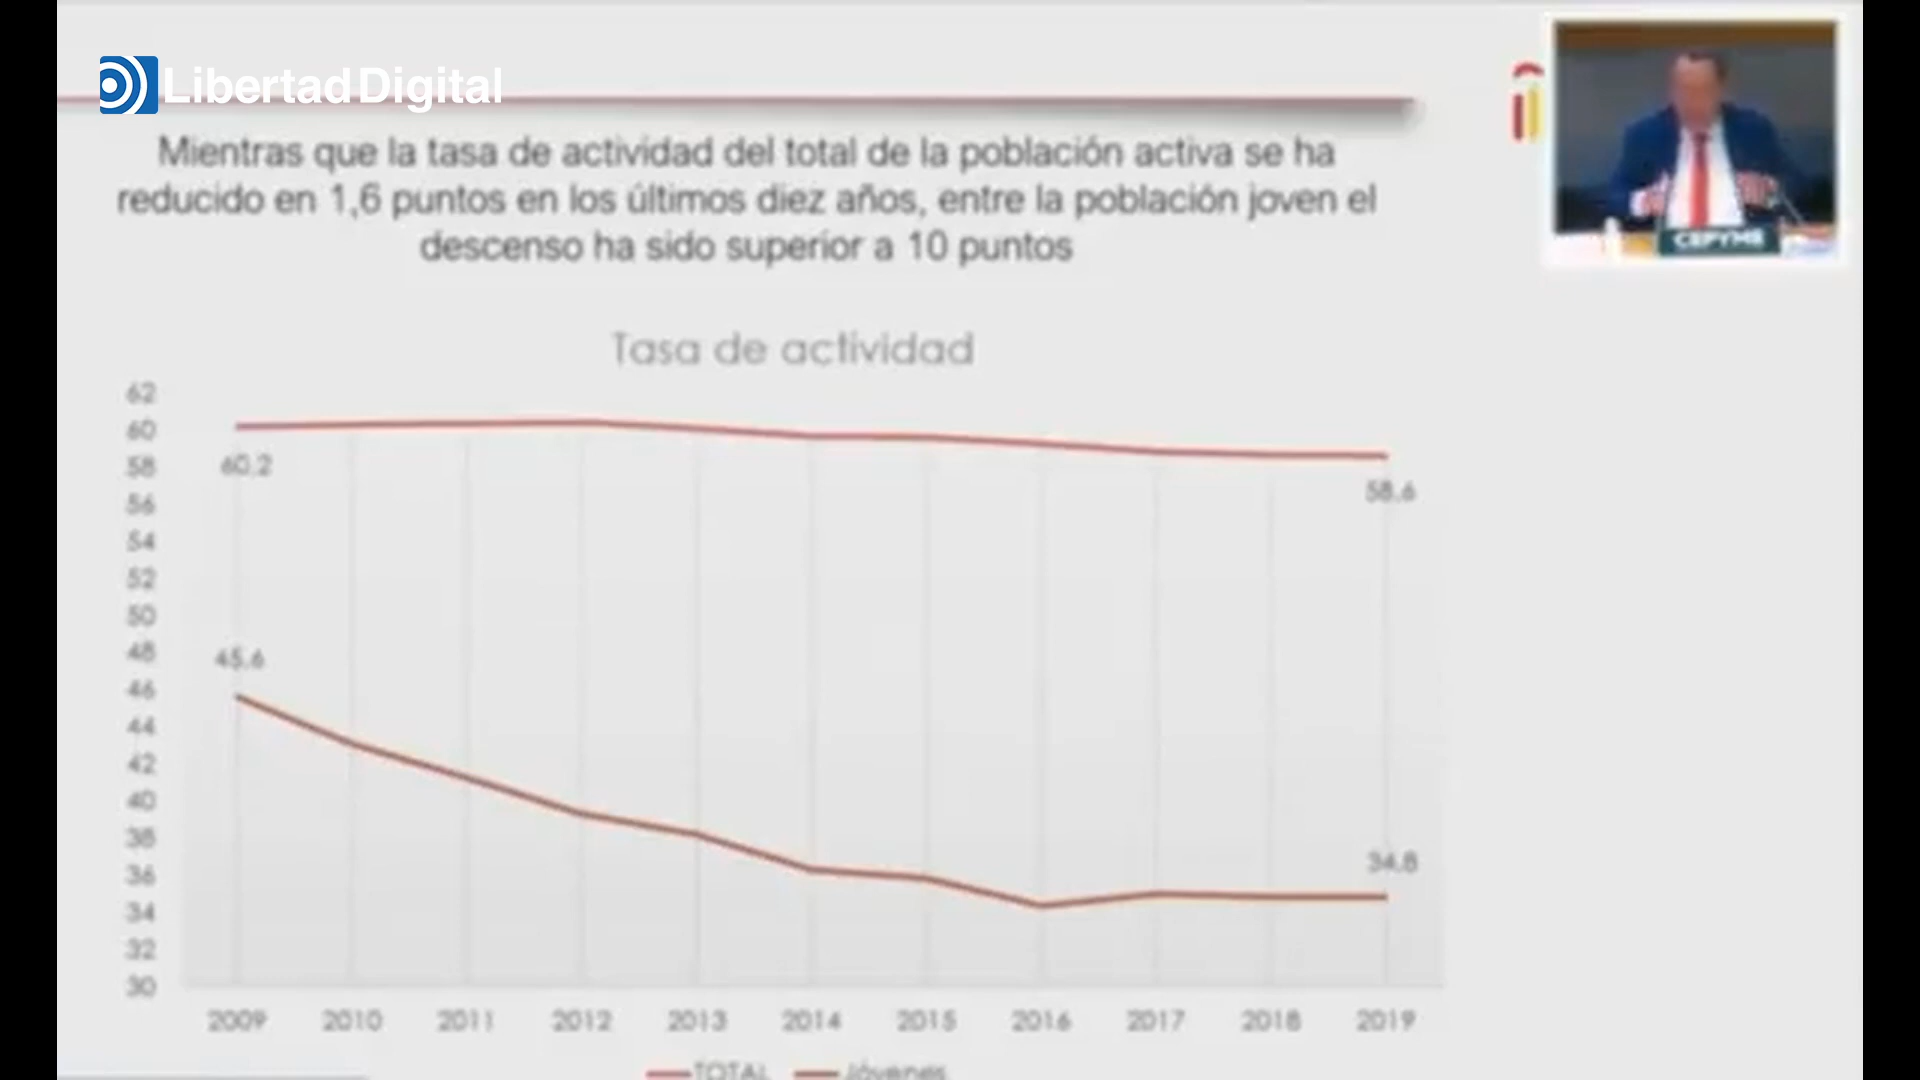 Libertad Digital
Mientras que la tasa de actividad del total de la población activa se ha
reducido en 1,6 puntos en los últimos diez años, entre la población joven el
descenso ha sido superior a 10 puntos
CEPYME
Tasa de actividad
62
60
58
56
54
52
50
48
46
44
42
40
38
36
34
32
30
60.2
58.6
45.6
34.8
2009 2010 2011 2012 2013 2014 2015 2016 2017 2018 2019
TOTAL Jóvenes